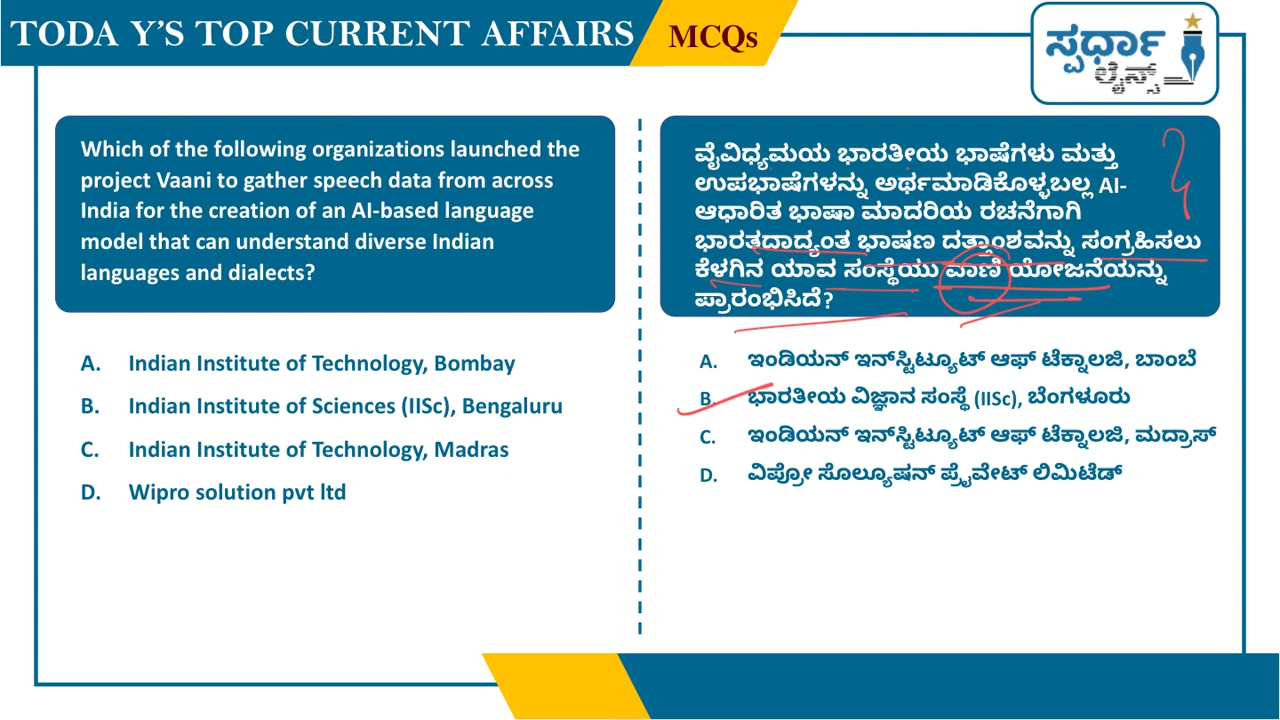 TODA Y'S TOP CURRENT AFFAIRS
MCQs
ಸ್ಪರ್ಧಾ
ಲೈನ್ಸ್
Which of the following organizations launched the
project Vaani to gather speech data from across
India for the creation of an AI-based language
model that can understand diverse Indian
languages and dialects?
A. Indian Institute of Technology, Bombay
B. Indian Institute of Sciences (IISc), Bengaluru
C. Indian Institute of Technology, Madras
D. Wipro solution pvt ltd
ವೈವಿಧ್ಯಮಯ ಭಾರತೀಯ ಭಾಷೆಗಳು ಮತ್ತು
ಉಪಭಾಷೆಗಳನ್ನು ಅರ್ಥಮಾಡಿಕೊಳ್ಳಬಲ್ಲ AI-
ಆಧಾರಿತ ಭಾಷಾ ಮಾದರಿಯ ರಚನೆಗಾಗಿ
ಭಾರತದಾದ್ಯಂತ ಭಾಷಣ ದತ್ತಾಂಶವನ್ನು ಸಂಗ್ರಹಿಸಲು
ಕೆಳಗಿನ ಯಾವ ಸಂಸ್ಥೆಯು ವಾಣಿ ಯೋಜನೆಯನ್ನು
ಪ್ರಾರಂಭಿಸಿದೆ?
A. ಇಂಡಿಯನ್ ಇನ್‌ಸ್ಟಿಟ್ಯೂಟ್ ಆಫ್ ಟೆಕ್ನಾಲಜಿ, ಬಾಂಬೆ
B. ಭಾರತೀಯ ವಿಜ್ಞಾನ ಸಂಸ್ಥೆ (IISc), ಬೆಂಗಳೂರು
C. ಇಂಡಿಯನ್ ಇನ್‌ಸ್ಟಿಟ್ಯೂಟ್ ಆಫ್ ಟೆಕ್ನಾಲಜಿ, ಮದ್ರಾಸ್
D. ವಿಪ್ರೋ ಸೊಲ್ಯೂಷನ್ ಪ್ರೈವೇಟ್ ಲಿಮಿಟೆಡ್